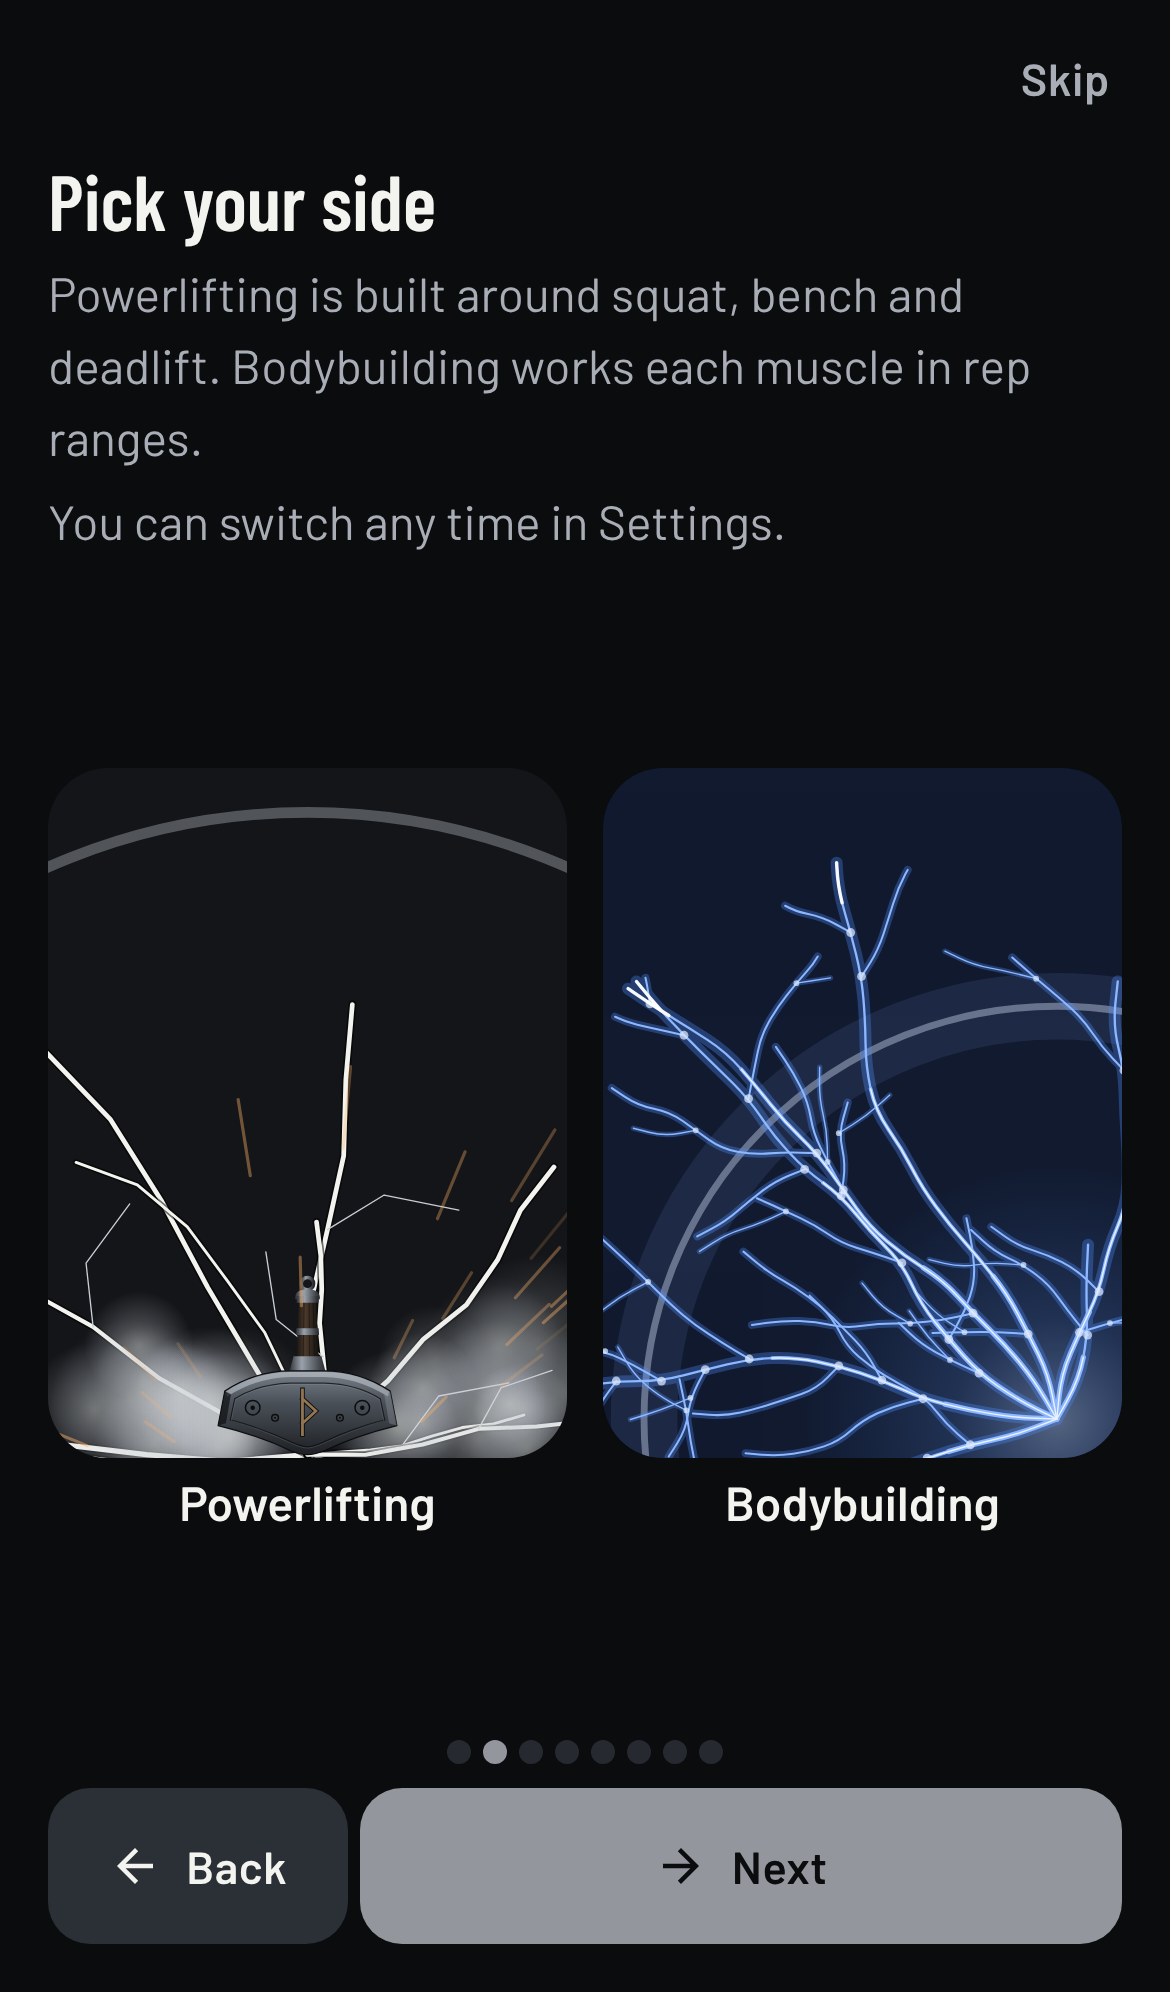 Skip
Pick your side
Powerlifting is built around squat, bench and
deadlift. Bodybuilding works each muscle in rep
ranges.
You can switch any time in Settings.
Powerlifting
Bodybuilding
Back
Next